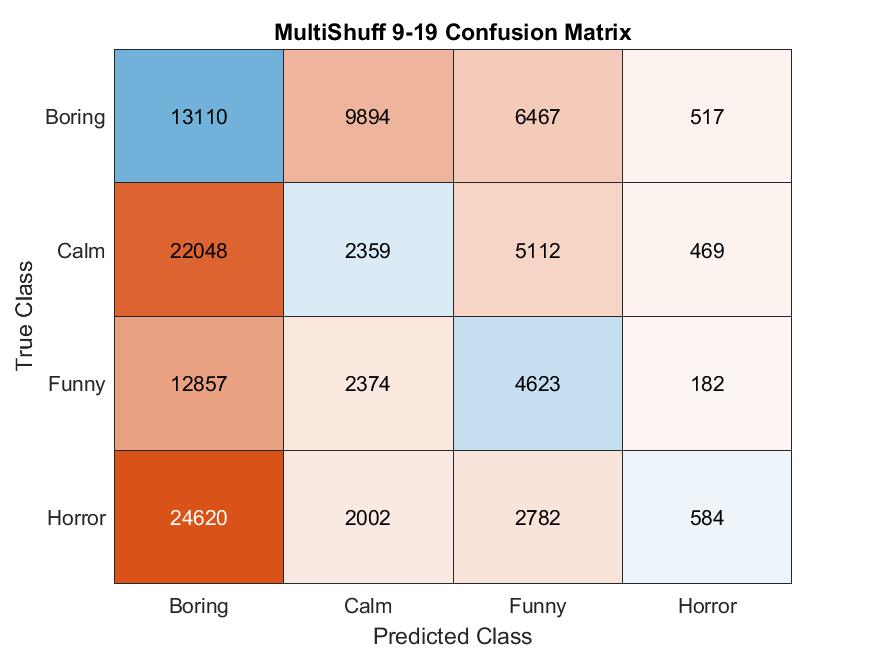 MultiShuff 9-19 Confusion Matrix
True Class
Boring 13110 9894 6467 517
Calm 22048 2359 5112 469
Funny 12857 2374 4623 182
Horror 24620 2002 2782 584
Boring Calm Funny Horror
Predicted Class